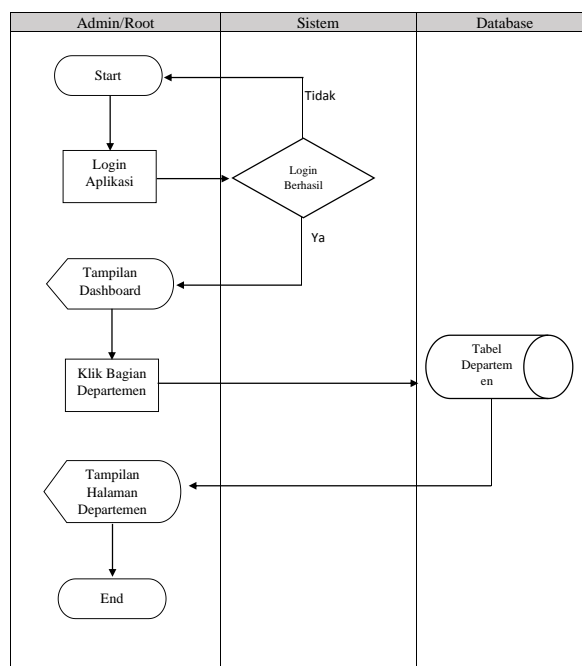 Admin/Root
Sistem
Database
Start
Tidak
Login
Aplikasi
Login
Berhasil
Ya
Tampilan
Dashboard
Klik Bagian
Departemen
Tabel
Departem
en
Tampilan
Halaman
Departemen
End